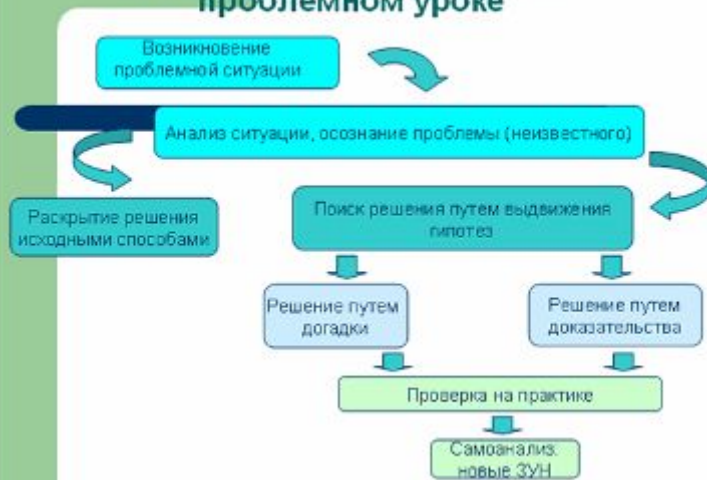 проблемном уроке
Возникновение
проблемной ситуации
Анализ ситуации, осознание проблемы (неизвестного)
Раскрытие решения
исходными способами
Поиск решения путем выдвижения
гипотез
Решение путем
догадки
Решение путем
доказательства
Проверка на практике
Самоанализ:
новые ЗУН